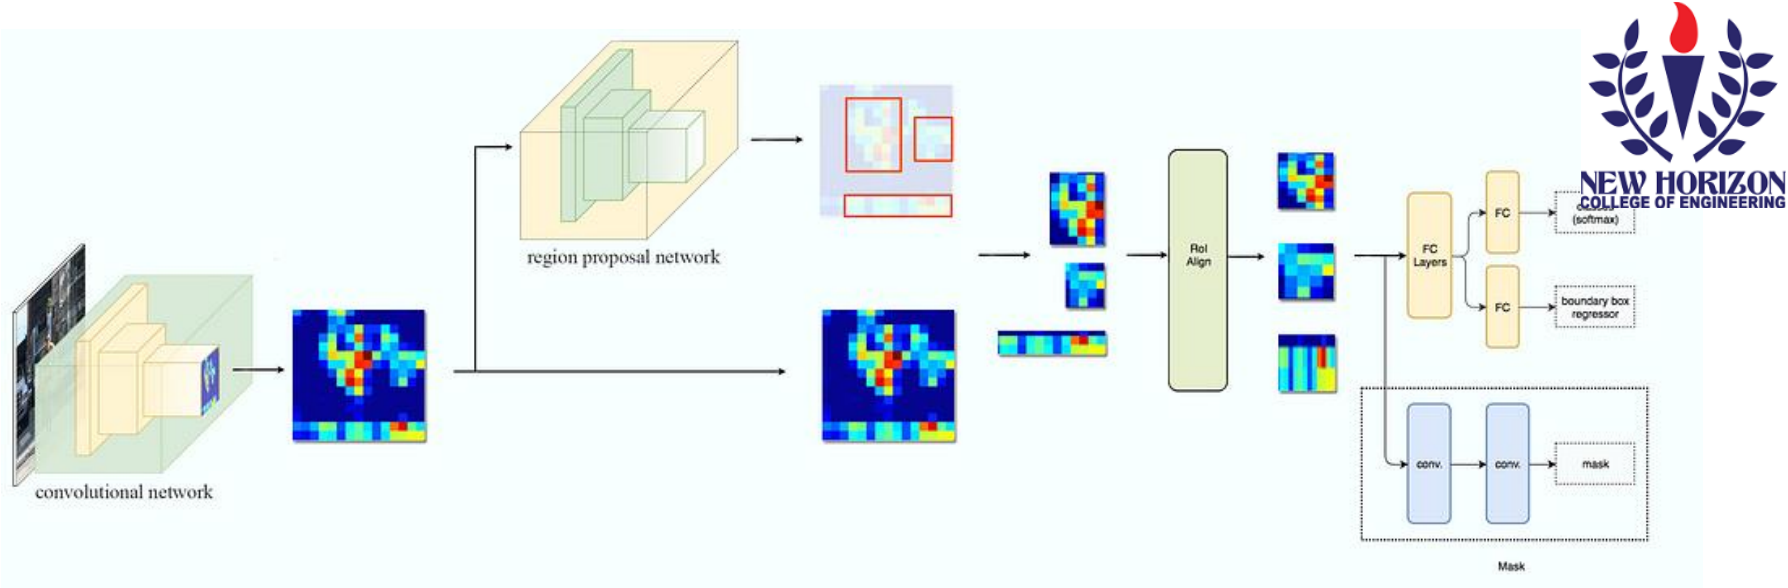 NEW HORIZON
COLLEGE OF ENGINEERING
region proposal network
convolutional network
RoI
Align
FC
Layers
FC
(softmax)
FC
boundary box
regressor
conv.
conv.
mask
Mask